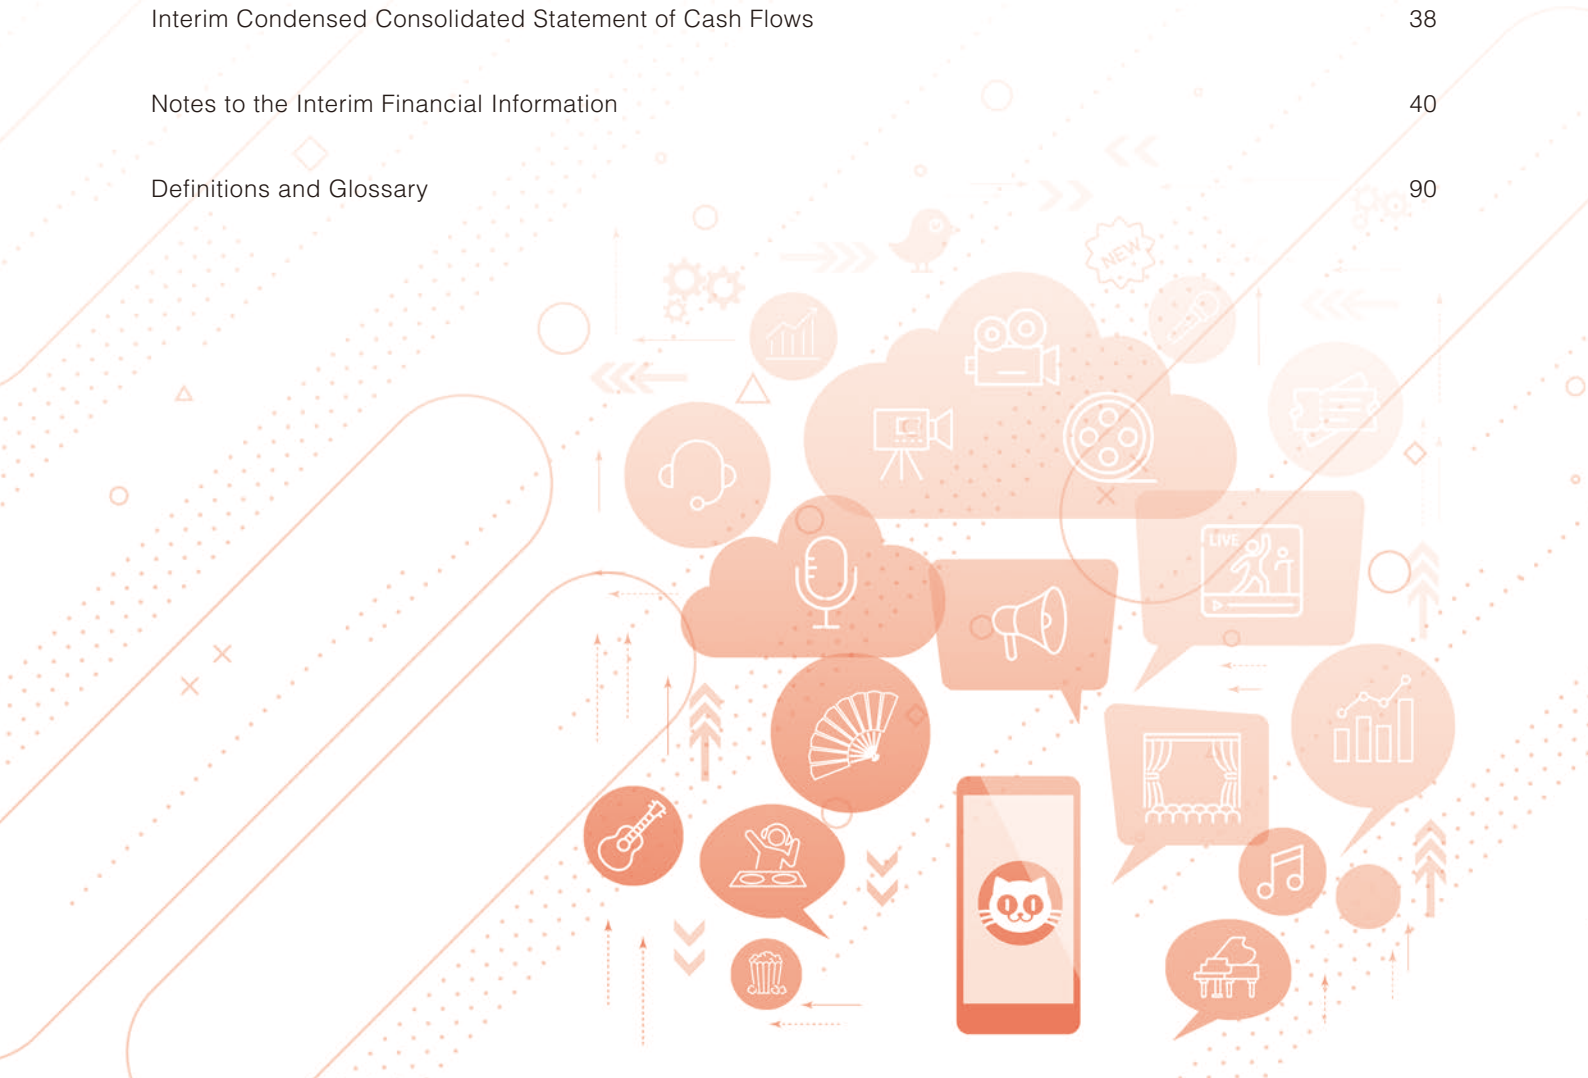 Interim Condensed Consolidated Statement of Cash Flows 38
Notes to the Interim Financial Information 40
Definitions and Glossary 90
NEW
LIVE